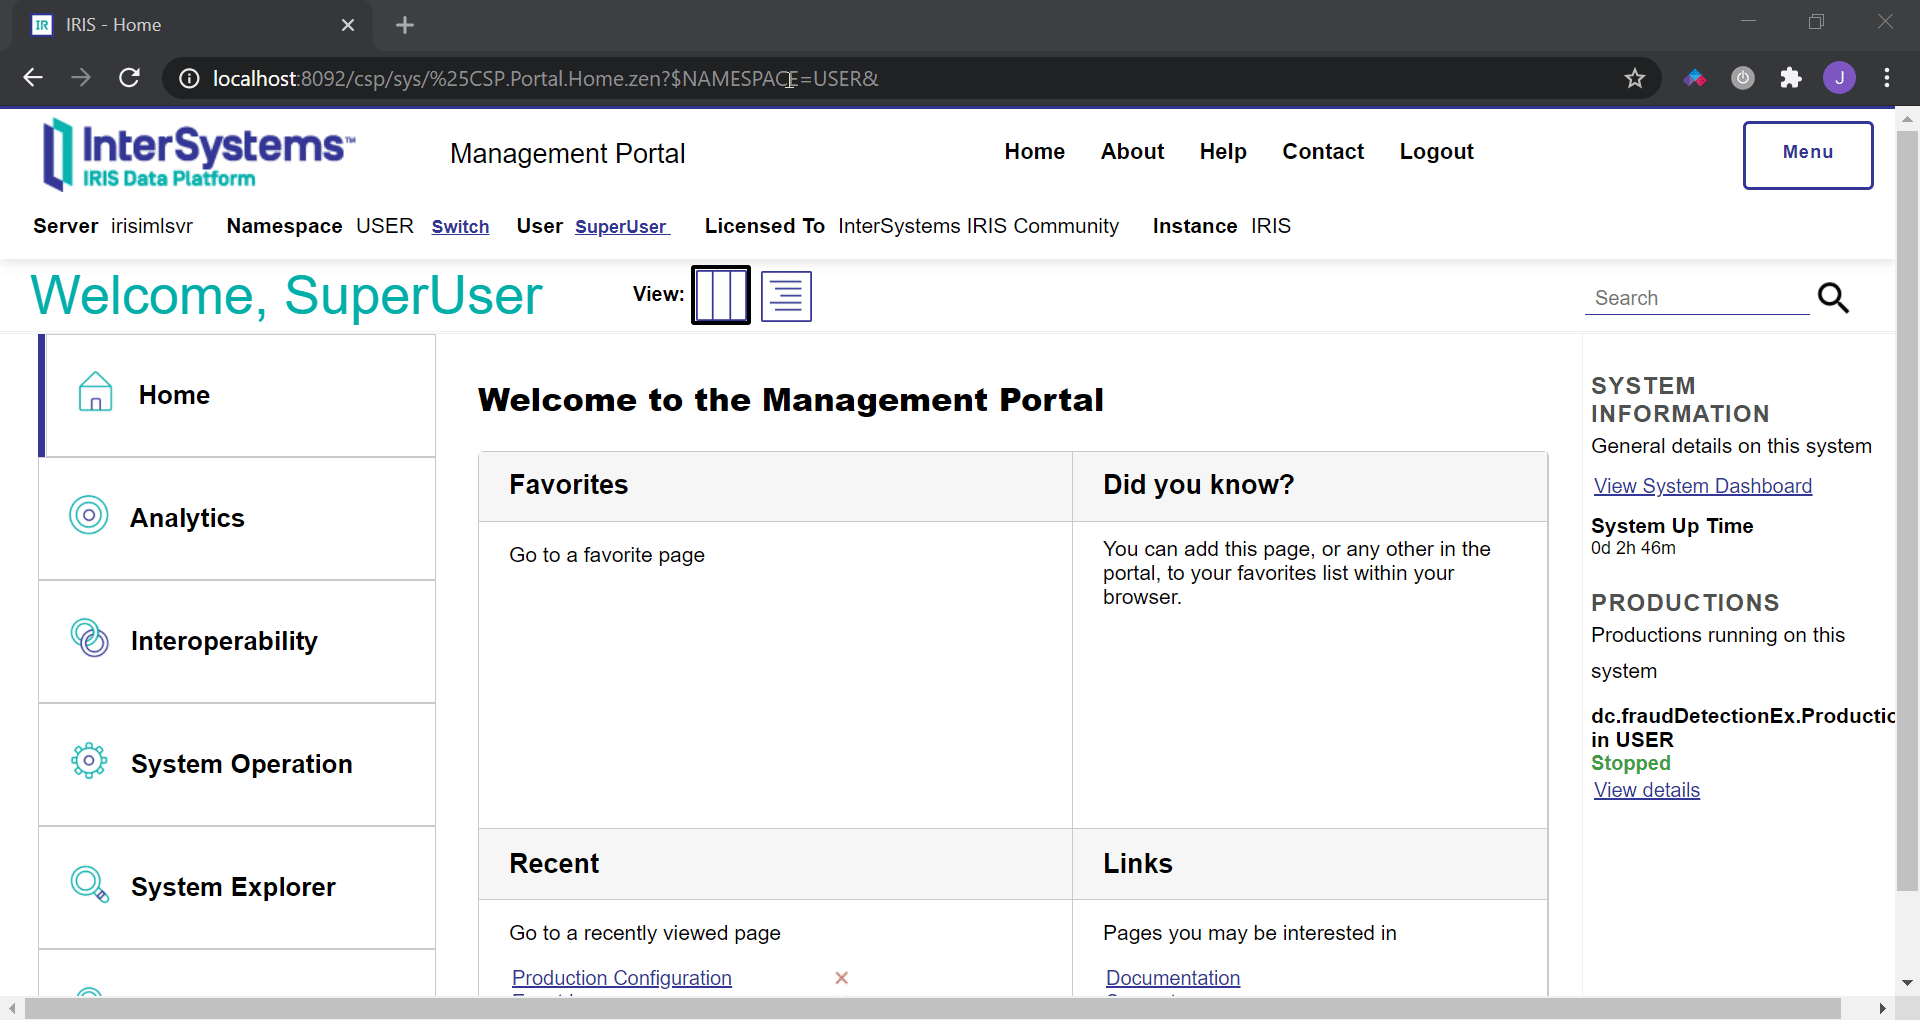 IR IRIS - Home
localhost:8092/csp/sys/%25CSP.Portal.Home.zen?$NAMESPACE=USER&
J
InterSystems™
IRIS Data Platform
Management Portal
Home About Help Contact Logout
Menu
Server irisimlsvr Namespace USER Switch User SuperUser Licensed To InterSystems IRIS Community Instance IRIS
Welcome, SuperUser
View:
Search
Home
Analytics
Interoperability
System Operation
System Explorer
Welcome to the Management Portal
Favorites
Go to a favorite page
Did you know?
You can add this page, or any other in the
portal, to your favorites list within your
browser.
Recent
Go to a recently viewed page
Production Configuration
Links
Pages you may be interested in
Documentation
SYSTEM
INFORMATION
General details on this system
View System Dashboard
System Up Time
0d 2h 46m
PRODUCTIONS
Productions running on this
system
dc.fraudDetectionEx.Productic
in USER
Stopped
View details